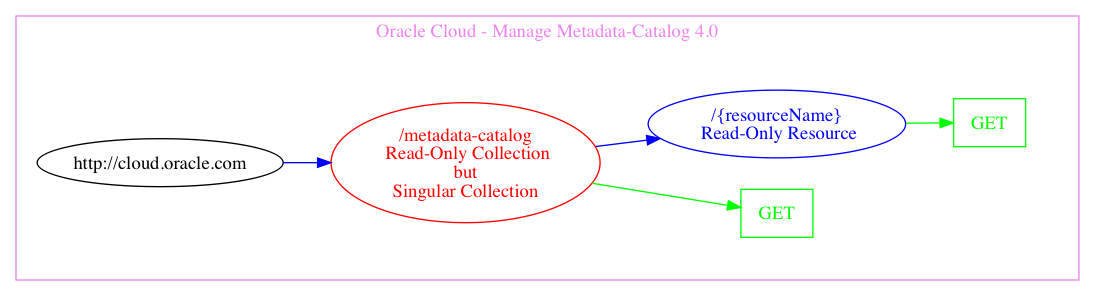 Oracle Cloud - Manage Metadata-Catalog 4.0
http://cloud.oracle.com
/metadata-catalog
Read-Only Collection
but
Singular Collection
/{resourceName}
Read-Only Resource
GET
GET